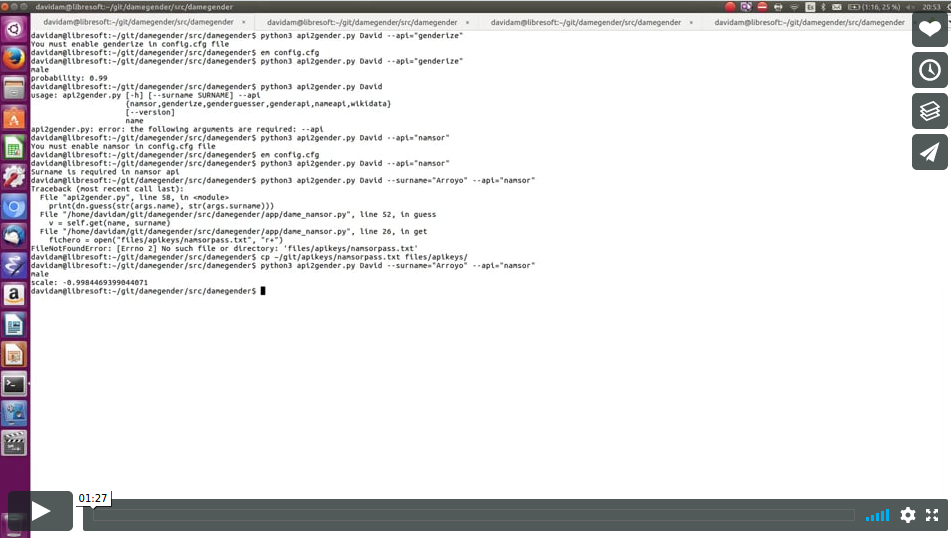 davidam@libresoft:~/git/damegender/src/damegender
(1:16, 25 %)
20:53
davidam@libresoft:~/git/damegender/src/damegender × davidam@libresoft:~/git/damegender/src/damegender × davidam@libresoft:~/git/damegender/src/damegender × davidam@libresoft:~/git/damegender/src/damegender
davidam@libresoft:~/git/damegender/src/damegender$ python3 api2gender.py David --api="genderize"
You must enable genderize in config.cfg file
davidam@libresoft:~/git/damegender/src/damegender$ em config.cfg
davidam@libresoft:~/git/damegender/src/damegender$ python3 api2gender.py David --api="genderize"
male
probability: 0.99
davidam@libresoft:~/git/damegender/src/damegender$ python3 api2gender.py David
usage: api2gender.py [-h] [--surname SURNAME] --api
{namsor,genderize,genderguesser,genderapi,nameapi,wikidata}
[--version]
name
api2gender.py: error: the following arguments are required: --api
davidam@libresoft:~/git/damegender/src/damegender$ python3 api2gender.py David --api="namsor"
You must enable namsor in config.cfg file
davidam@libresoft:~/git/damegender/src/damegender$ em config.cfg
davidam@libresoft:~/git/damegender/src/damegender$ python3 api2gender.py David --api="namsor"
Surname is required in namsor api
davidam@libresoft:~/git/damegender/src/damegender$ python3 api2gender.py David --surname="Arroyo" --api="namsor"
Traceback (most recent call last):
File "api2gender.py", line 58, in <module>
print(dn.guess(str(args.name), str(args.surname)))
File "/home/davidam/git/damegender/src/damegender/app/dame_namsor.py", line 52, in guess
v = self.get(name, surname)
File "/home/davidam/git/damegender/src/damegender/app/dame_namsor.py", line 26, in get
fichero = open("files/apikeys/namsorpass.txt", "r+")
FileNotFoundError: [Errno 2] No such file or directory: 'files/apikeys/namsorpass.txt'
davidam@libresoft:~/git/damegender/src/damegender$ cp ~/git/apikeys/namsorpass.txt files/apikeys/
davidam@libresoft:~/git/damegender/src/damegender$ python3 api2gender.py David --surname="Arroyo" --api="namsor"
male
scale: -0.9984469399044071
davidam@libresoft:~/git/damegender/src/damegender$
01:27